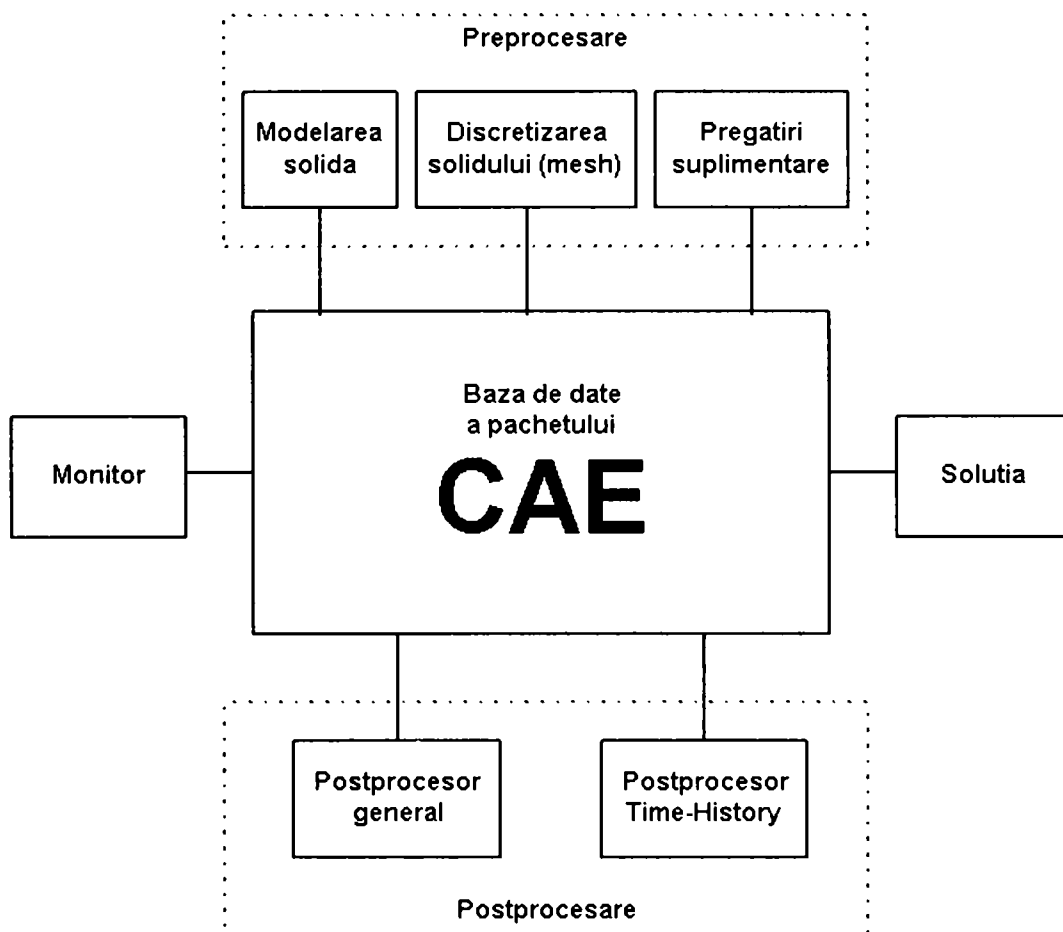 Preprocesare
Modelarea
solida
Discretizarea
solidului (mesh)
Pregatiri
suplimentare
Baza de date
a pachetului
CAE
Monitor
Solutia
Postprocesor
general
Postprocesor
Time-History
Postprocesare